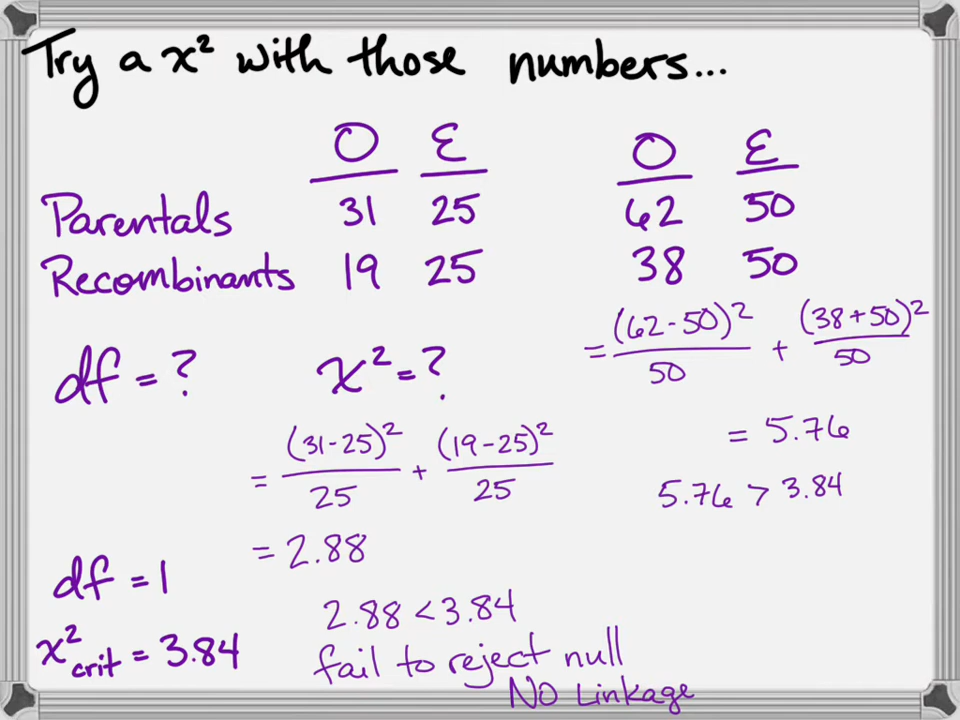 Try a x² with those numbers...
O E O E
Parentals 31 25 62 50
Recombinants 19 25 38 50
df = ? x² = ?
= (31-25)²/25 + (19-25)²/25
= 2.88
df = 1
x²crit = 3.84
2.88 < 3.84
fail to reject null
NO Linkage
= (62-50)²/50 + (38+50)²/50
= 5.76
5.76 > 3.84